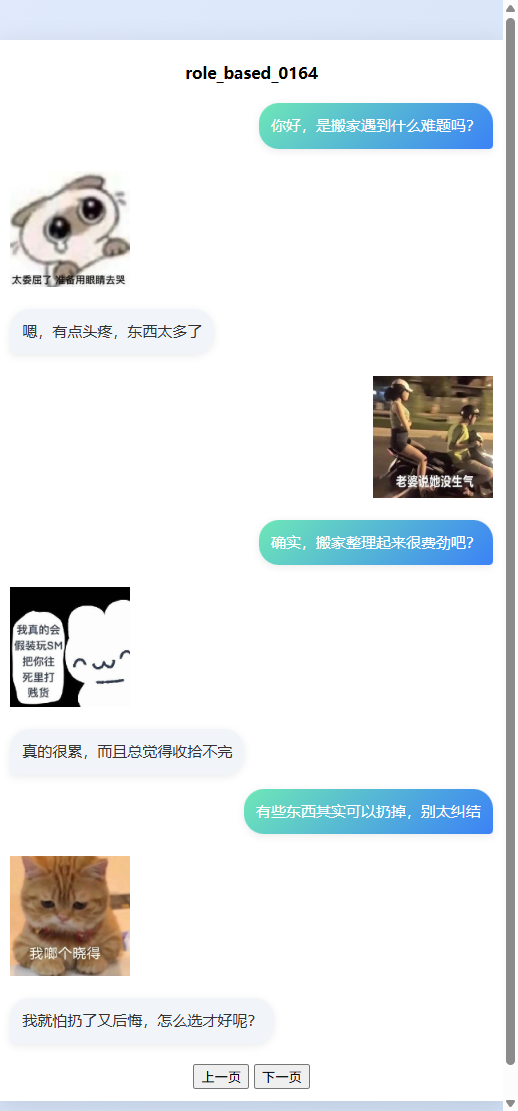 role_based_0164
你好，是搬家遇到什么难题吗？
太委屈了 准备用眼睛去哭
嗯，有点头疼，东西太多了
老婆说她没生气
确实，搬家整理起来很费劲吧？
我真的会
假装玩SM
把你往
死里打
贱货
真的很累，而且总觉得收拾不完
有些东西其实可以扔掉，别太纠结
我唧个晓得
我就怕扔了又后悔，怎么选才好呢？
上一页 下一页